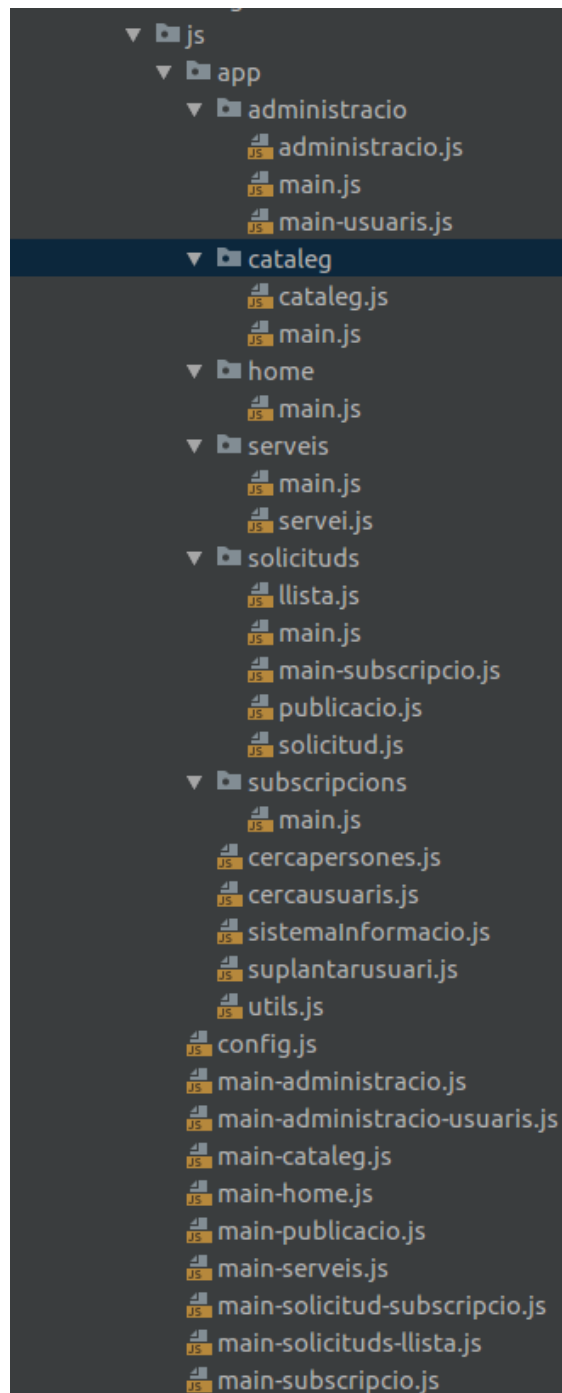 js
app
administracio
administracio.js
main.js
main-usuaris.js
cataleg
cataleg.js
main.js
home
main.js
serveis
main.js
servei.js
solicituds
llista.js
main.js
main-subscripcio.js
publicacio.js
solicitud.js
subscripcions
main.js
cercapersones.js
cercausuaris.js
sistemaInformacio.js
suplantarusuari.js
utils.js
config.js
main-administracio.js
main-administracio-usuaris.js
main-cataleg.js
main-home.js
main-publicacio.js
main-serveis.js
main-solicitud-subscripcio.js
main-solicituds-llista.js
main-subscripcio.js